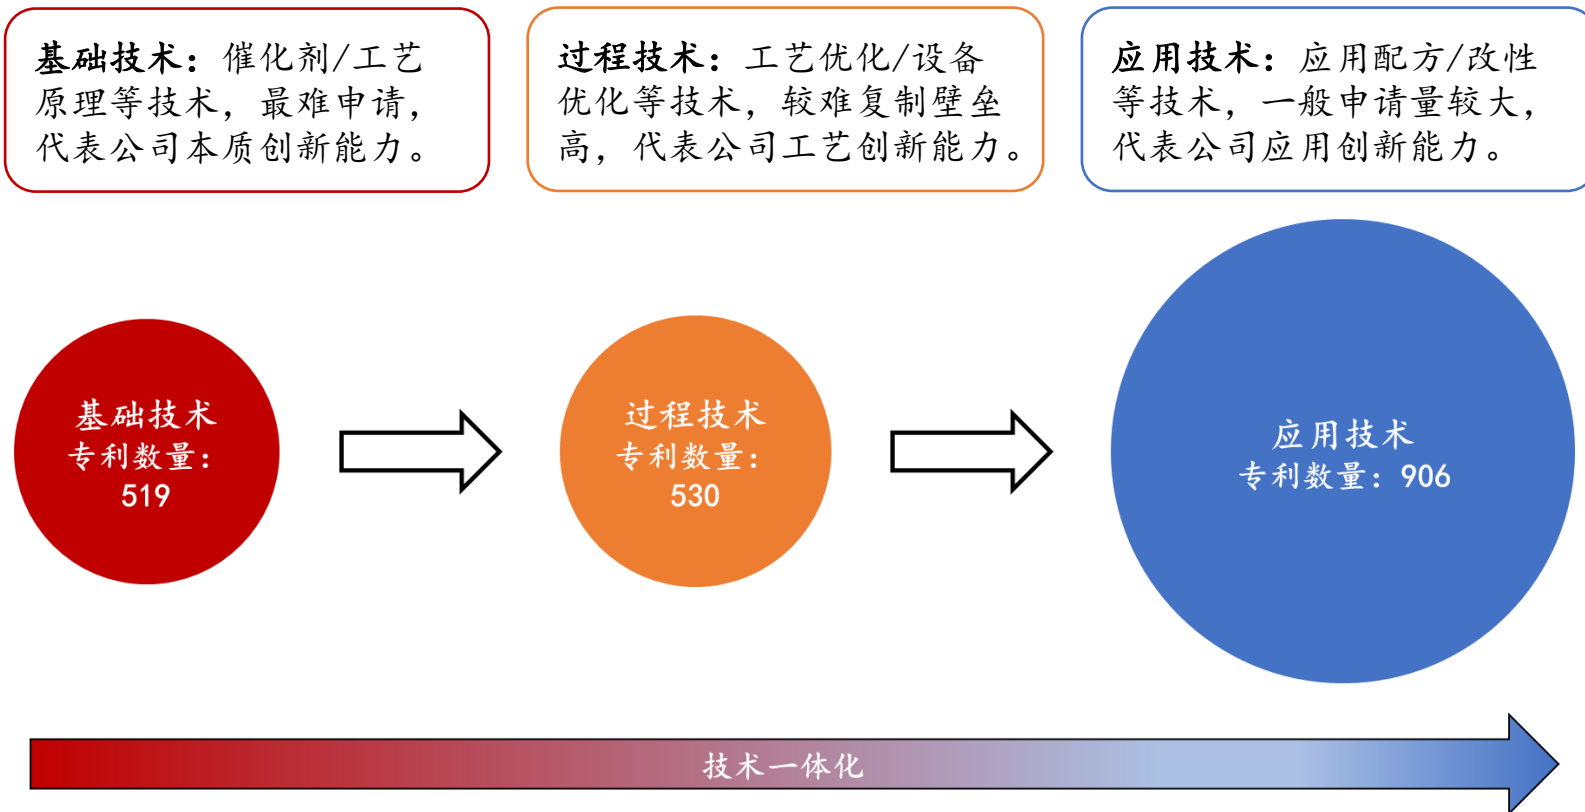 基础技术：催化剂/工艺
原理等技术，最难申请，
代表公司本质创新能力。
过程技术：工艺优化/设备
优化等技术，较难复制壁垒
高，代表公司工艺创新能力。
应用技术：应用配方/改性
等技术，一般申请量较大，
代表公司应用创新能力。
基础技术
专利数量：
519
过程技术
专利数量：
530
应用技术
专利数量：906
技术一体化